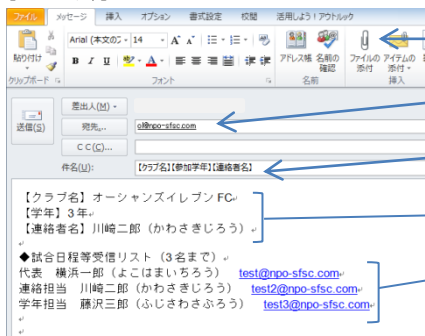 ファイル メッセージ 挿入 オプション 書式設定 校閲 活用しよう！アウトルック
Arial (本文のﾌ 14 A A
貼り付け B I U A アドレス帳 名前の確認 ファイルの添付 アイテムの添付
クリップボード フォント 名前 挿入
差出人(M)
送信(S) 宛先... ol@npo-sfsc.com
C C(C)...
件名(U): 【クラブ名】【参加学年】【連絡者名】
【クラブ名】オーシャンズイレブン FC
【学年】３年
【連絡者名】川崎二郎（かわさきじろう）
◆試合日程等受信リスト（３名まで）
代表 横浜一郎（よこはまいちろう） test@npo-sfsc.com
連絡担当 川崎二郎（かわさきじろう） test2@npo-sfsc.com
学年担当 藤沢三郎（ふじさわさぶろう） test3@npo-sfsc.com